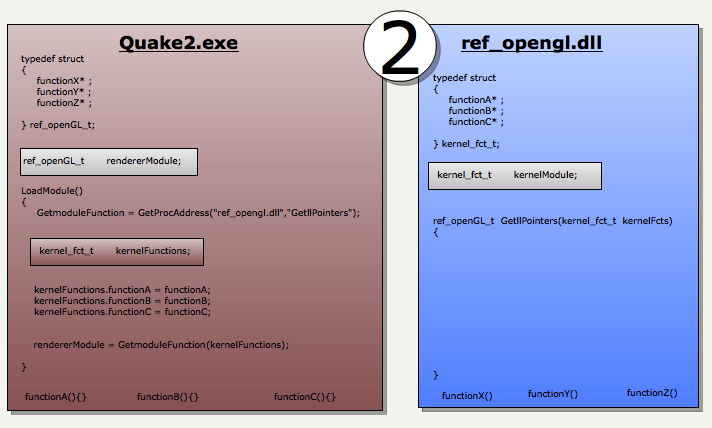 Quake2.exe
typedef struct
{
functionX* ;
functionY* ;
functionZ* ;
} ref_openGL_t;
ref_openGL_t rendererModule;
LoadModule()
{
GetmoduleFunction = GetProcAddress("ref_opengl.dll","GetllPointers");
kernel_fct_t kernelFunctions;
kernelFunctions.functionA = functionA;
kernelFunctions.functionB = functionB;
kernelFunctions.functionC = functionC;
rendererModule = GetmoduleFunction(kernelFunctions);
}
functionA(){} functionB(){} functionC(){}
2
ref_opengl.dll
typedef struct
{
functionA* ;
functionB* ;
functionC* ;
} kernel_fct_t;
kernel_fct_t kernelModule;
ref_openGL_t GetllPointers(kernel_fct_t kernelFcts)
{
}
functionX() functionY() functionZ()